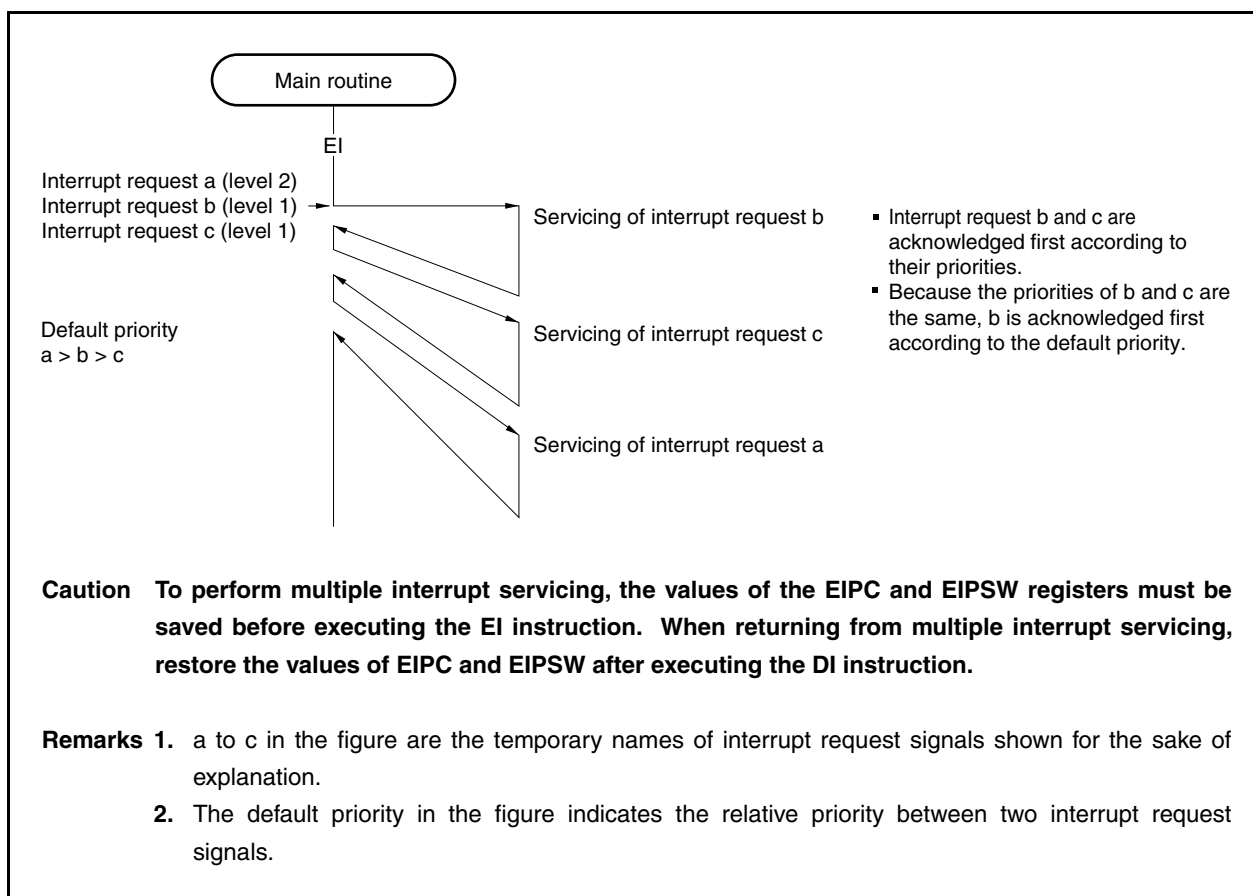 Main routine
EI
Interrupt request a (level 2)
Interrupt request b (level 1)
Interrupt request c (level 1)
Servicing of interrupt request b
▪ Interrupt request b and c are
acknowledged first according to
their priorities.
▪ Because the priorities of b and c are
the same, b is acknowledged first
according to the default priority.
Default priority
a > b > c
Servicing of interrupt request c
Servicing of interrupt request a
Caution To perform multiple interrupt servicing, the values of the EIPC and EIPSW registers must be
saved before executing the EI instruction. When returning from multiple interrupt servicing,
restore the values of EIPC and EIPSW after executing the DI instruction.
Remarks 1. a to c in the figure are the temporary names of interrupt request signals shown for the sake of
explanation.
2. The default priority in the figure indicates the relative priority between two interrupt request
signals.